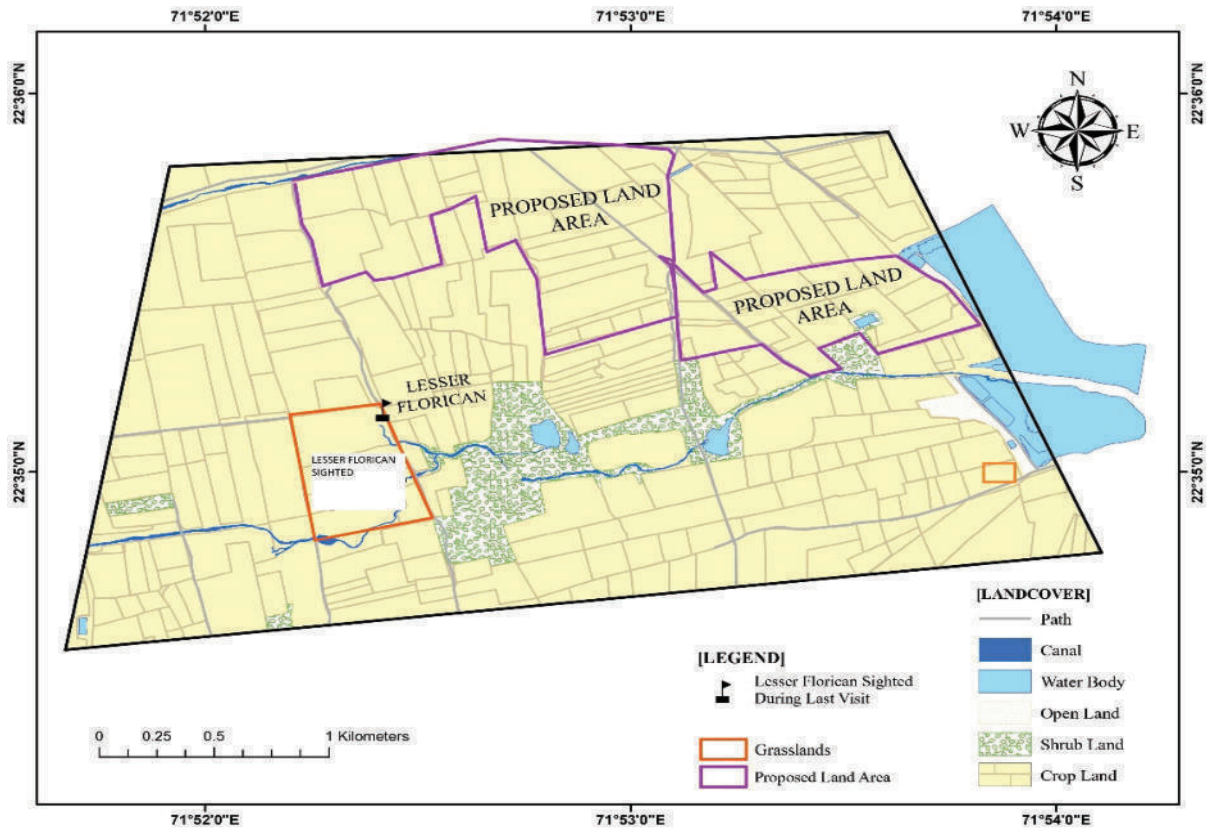 71°52'0"E
71°53'0"E
71°54'0"E
22°36'0"N
22°36'0"N
N
W
E
S
PROPOSED LAND
AREA
PROPOSED LAND
AREA
LESSER
FLORICAN
LESSER FLORICAN
SIGHTED
22°35'0"N
22°35'0"N
[LANDCOVER]
Path
Canal
Water Body
Open Land
Shrub Land
Crop Land
[LEGEND]
Lesser Florican Sighted
During Last Visit
Grasslands
Proposed Land Area
0 0.25 0.5 1 Kilometers
71°52'0"E
71°53'0"E
71°54'0"E